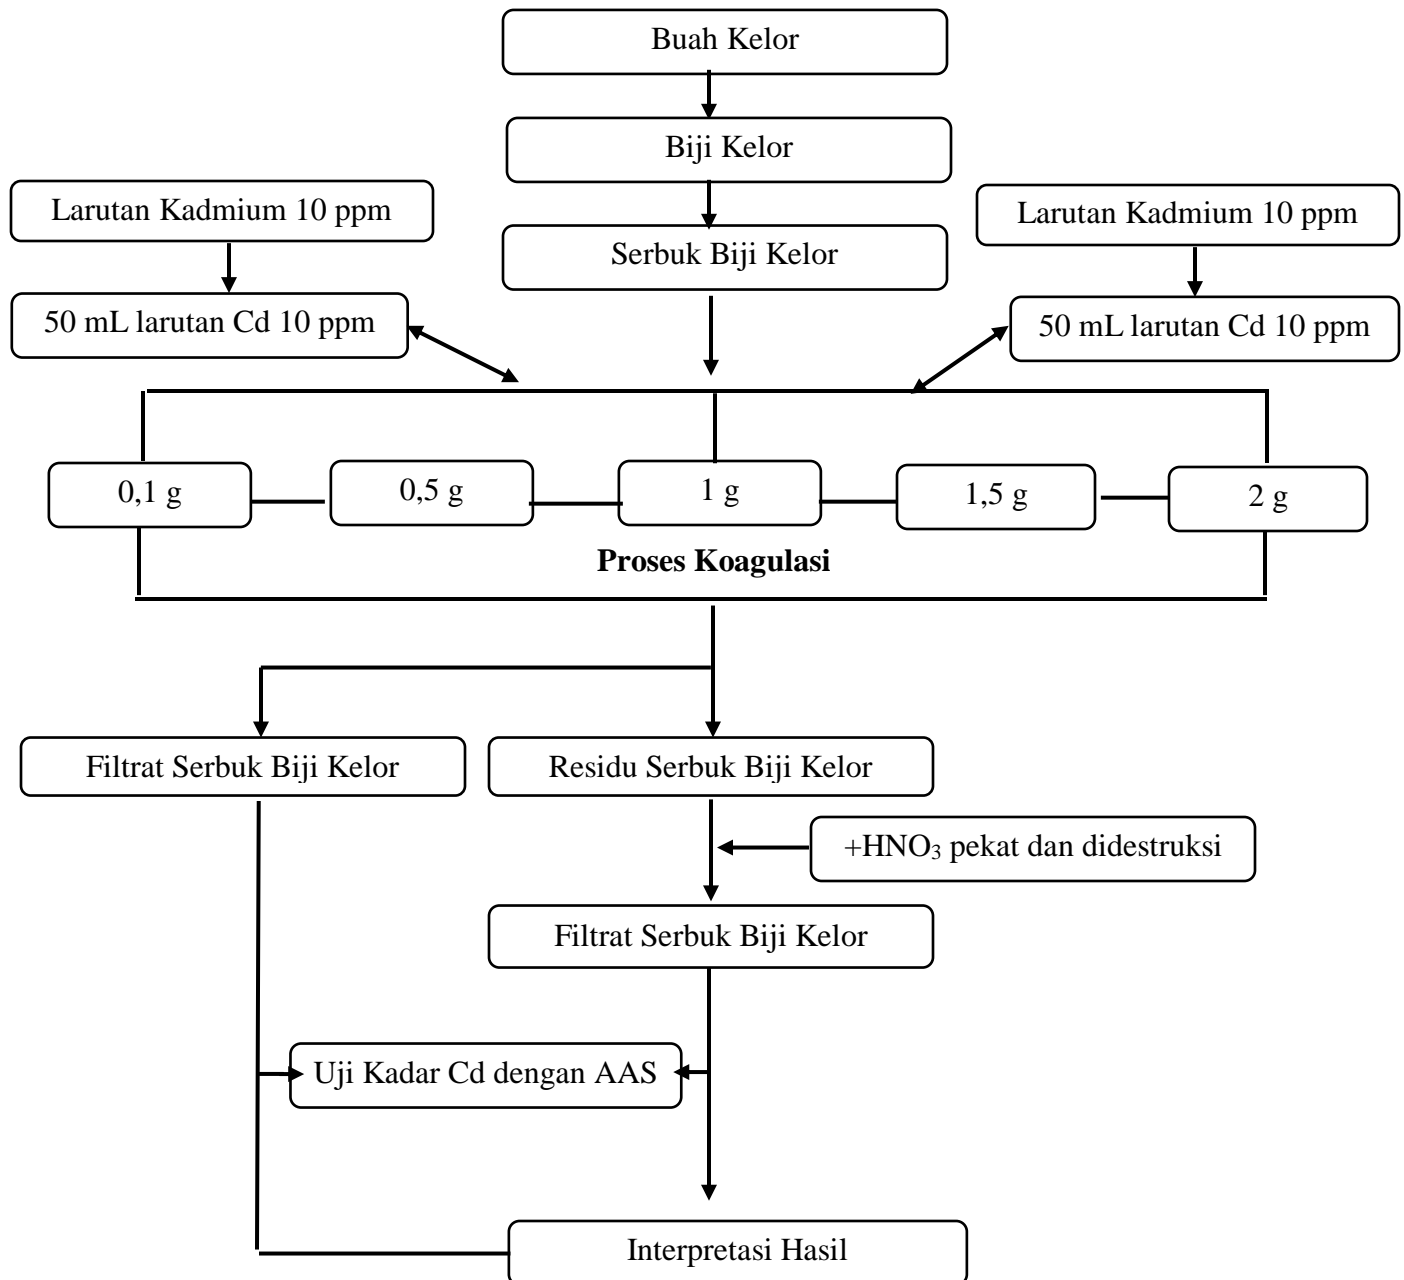 Buah Kelor
Biji Kelor
Larutan Kadmium 10 ppm
Larutan Kadmium 10 ppm
Serbuk Biji Kelor
50 mL larutan Cd 10 ppm
50 mL larutan Cd 10 ppm
0,1 g
0,5 g
1 g
1,5 g
2 g
Proses Koagulasi
Filtrat Serbuk Biji Kelor
Residu Serbuk Biji Kelor
+HNO₃ pekat dan didestruksi
Filtrat Serbuk Biji Kelor
Uji Kadar Cd dengan AAS
Interpretasi Hasil